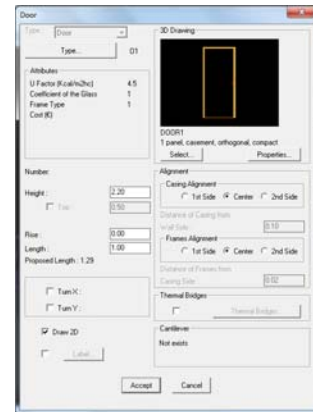 Door
Type : Door
Type... 01
Attributes
U Factor (Kcal/m2hc) 4.5
Coefficient of the Glass 1
Frame Type 1
Cost (€)
Number:
Height : 2.20
Top : 0.50
Rise : 0.00
Length : 1.00
Proposed Length : 1.29
Turn X :
Turn Y :
Draw 2D
Label...
3D Drawing
DOOR1
1 panel, casement, orthogonal, compact
Select... Properties...
Alignment
Casing Alignment
1st Side Center 2nd Side
Distance of Casing from
Wall Side : 0.10
Frames Alignment
1st Side Center 2nd Side
Distance of Frames from
Casing Side : 0.02
Thermal Bridges
Thermal Bridges
Cantilever
Not exists
Accept Cancel